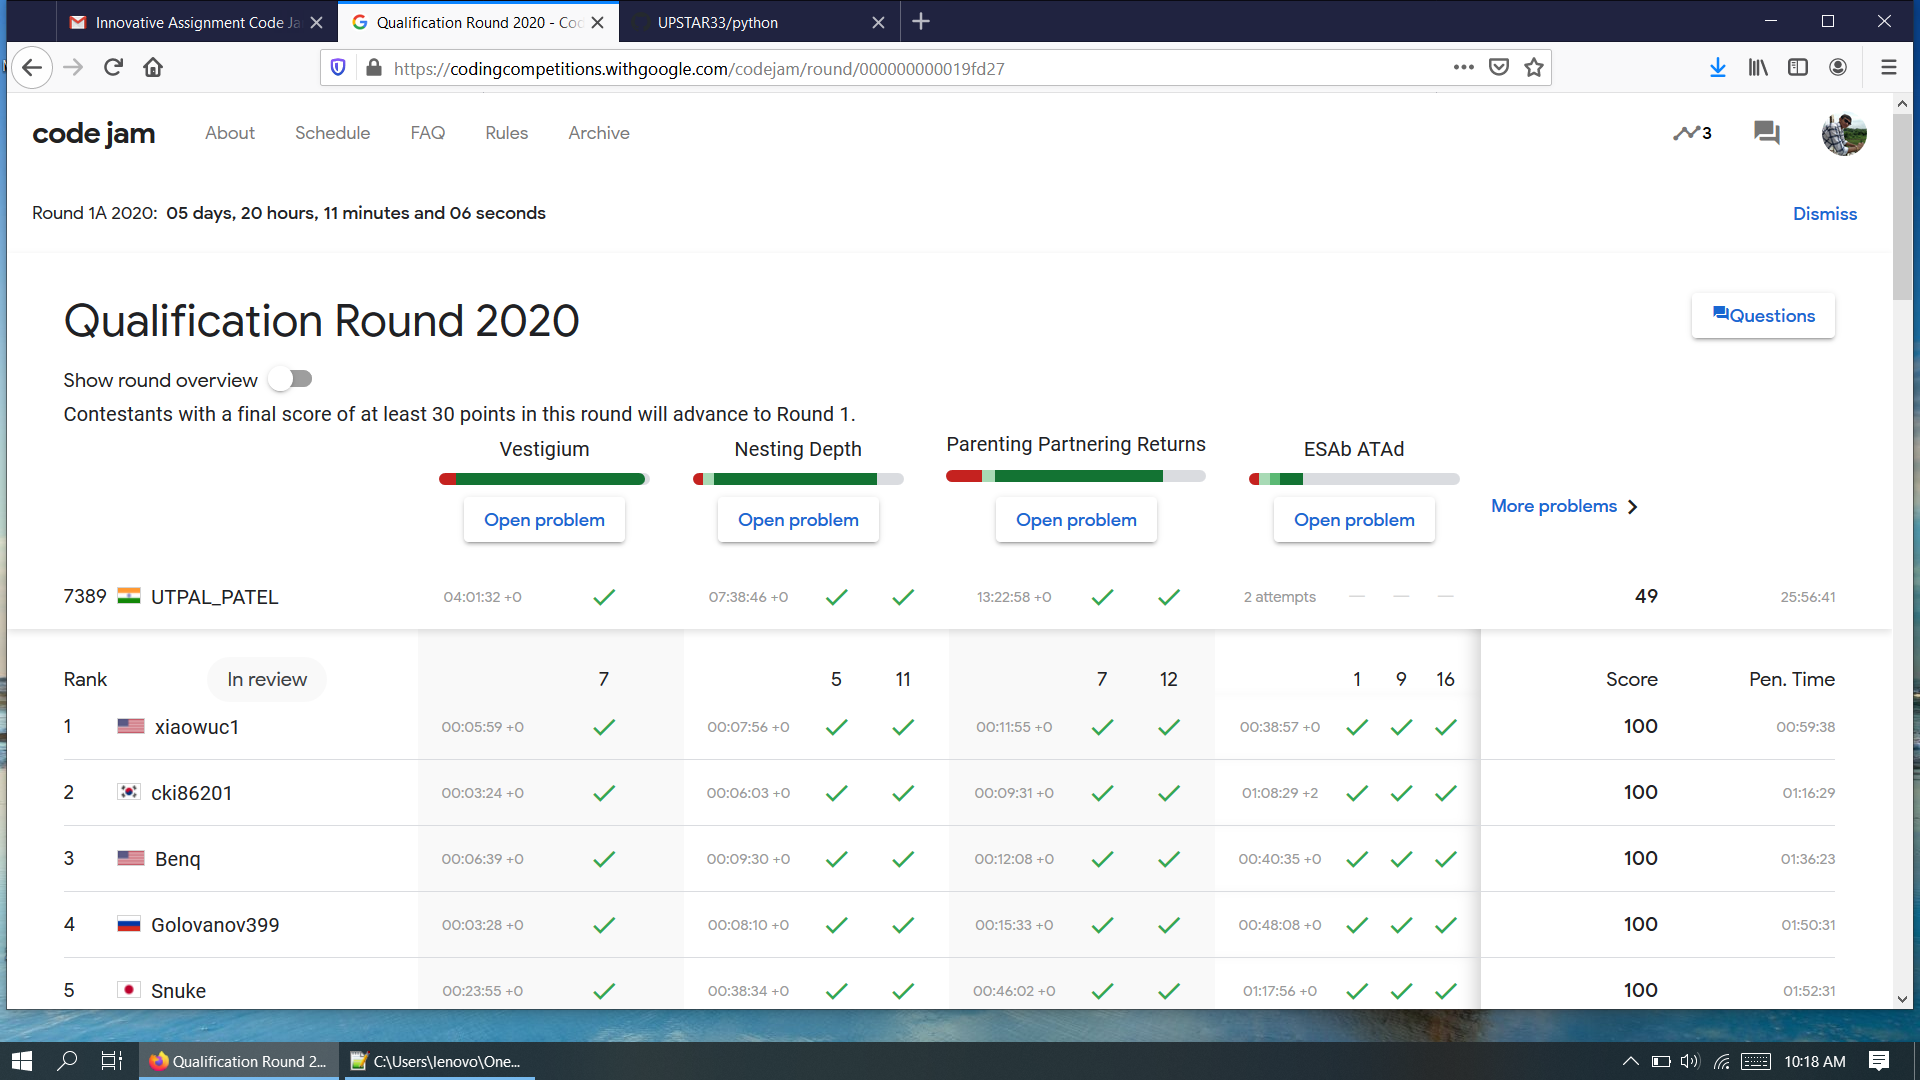 Innovative Assignment Code Ja
Qualification Round 2020 - Co
UPSTAR33/python
https://codingcompetitions.withgoogle.com/codejam/round/000000000019fd27
code jam About Schedule FAQ Rules Archive 3
Round 1A 2020: 05 days, 20 hours, 11 minutes and 06 seconds Dismiss
Qualification Round 2020
Questions
Show round overview
Contestants with a final score of at least 30 points in this round will advance to Round 1.
Vestigium Nesting Depth Parenting Partnering Returns ESAb ATAd
Open problem Open problem Open problem Open problem More problems
7389 UTPAL_PATEL 04:01:32 +0 07:38:46 +0 13:22:58 +0 2 attempts — — — 49 25:56:41
Rank In review 7 5 11 7 12 1 9 16 Score Pen. Time
1 xiaowuc1 00:05:59 +0 00:07:56 +0 00:11:55 +0 00:38:57 +0 100 00:59:38
2 cki86201 00:03:24 +0 00:06:03 +0 00:09:31 +0 01:08:29 +2 100 01:16:29
3 Benq 00:06:39 +0 00:09:30 +0 00:12:08 +0 00:40:35 +0 100 01:36:23
4 Golovanov399 00:03:28 +0 00:08:10 +0 00:15:33 +0 00:48:08 +0 100 01:50:31
5 Snuke 00:23:55 +0 00:38:34 +0 00:46:02 +0 01:17:56 +0 100 01:52:31
Qualification Round 2... C:\Users\lenovo\One... 10:18 AM